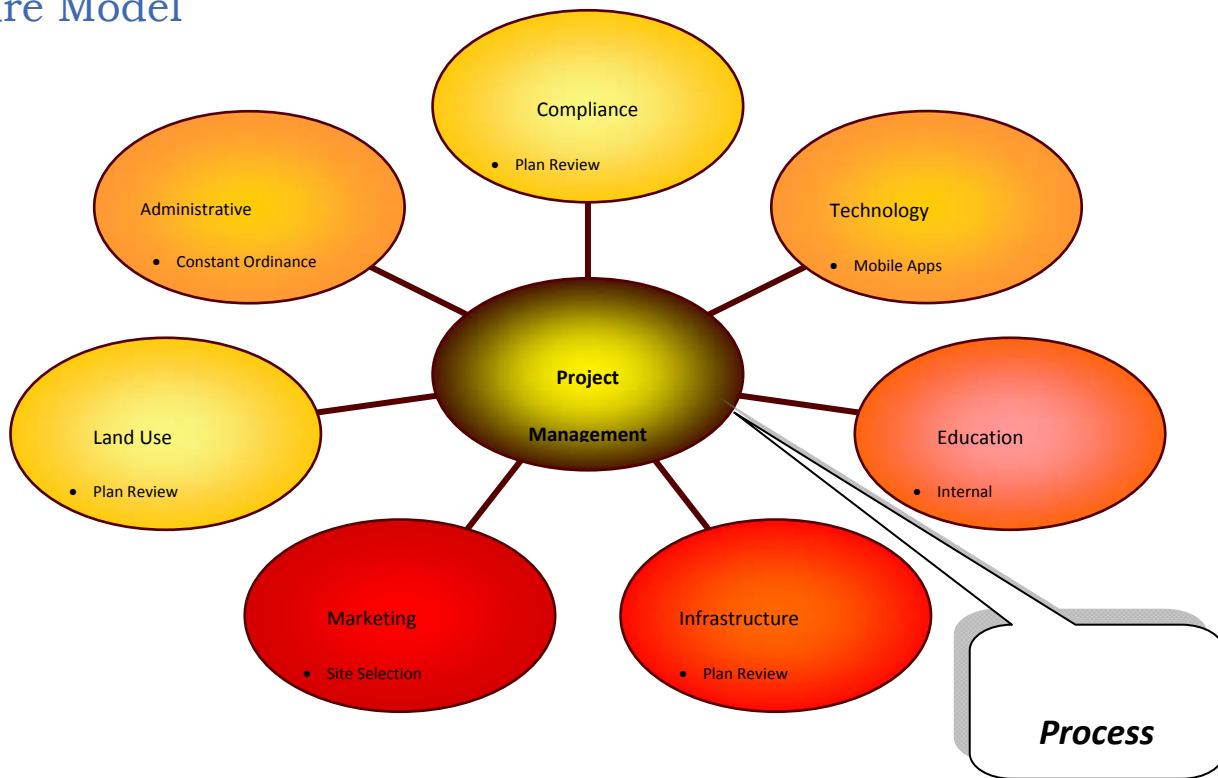 re Model
Compliance
• Plan Review
Administrative
• Constant Ordinance
Technology
• Mobile Apps
Project
Management
Land Use
• Plan Review
Education
• Internal
Marketing
• Site Selection
Infrastructure
• Plan Review
Process